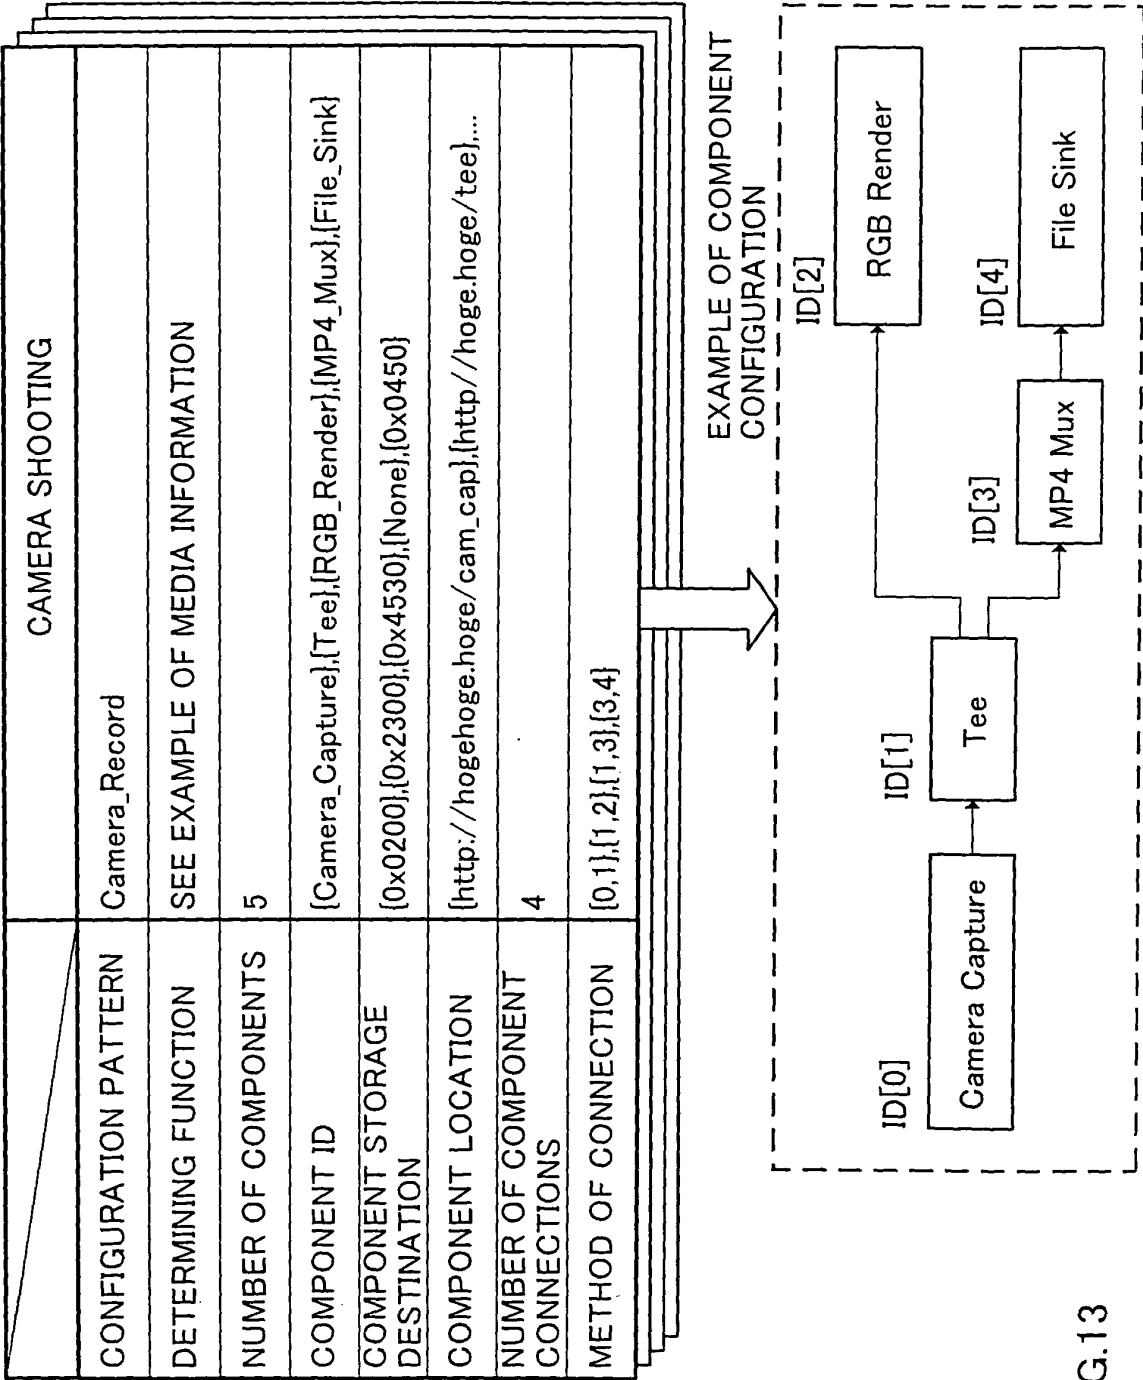 CAMERA SHOOTING
CONFIGURATION PATTERN
Camera_Record
DETERMINING FUNCTION
SEE EXAMPLE OF MEDIA INFORMATION
NUMBER OF COMPONENTS
5
COMPONENT ID
{Camera_Capture},{Tee},{RGB_Render},{MP4_Mux},{File_Sink}
COMPONENT STORAGE
DESTINATION
{0x0200},{0x2300},{0x4530},{None},{0x0450}
COMPONENT LOCATION
{http://hogehoge.hoge/cam_cap},{http//hoge.hoge/tee},...
NUMBER OF COMPONENT
CONNECTIONS
4
METHOD OF CONNECTION
{0,1},{1,2},{1,3},{3,4}
EXAMPLE OF COMPONENT
CONFIGURATION
ID[0]
Camera Capture
ID[1]
Tee
ID[2]
RGB Render
ID[3]
MP4 Mux
ID[4]
File Sink
G.13